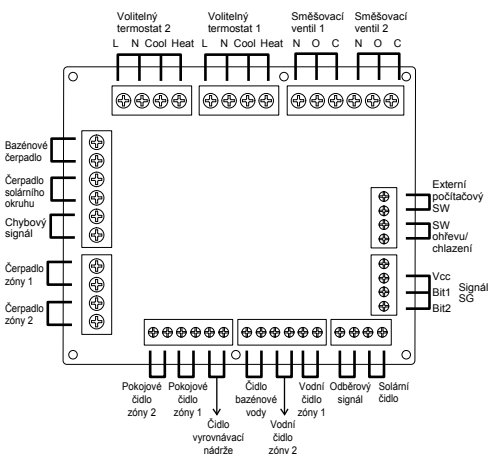 Volitelný
termostat 2
L N Cool Heat
Volitelný
termostat 1
L N Cool Heat
Směšovací
ventil 1
N O C
Směšovací
ventil 2
N O C
Bazénové
čerpadlo
Čerpadlo
solárního
okruhu
Chybový
signál
Čerpadlo
zóny 1
Čerpadlo
zóny 2
Externí
počítačový
SW
SW
ohřevu/
chlazení
Vcc
Bit1
Bit2
Signál
SG
Pokojové
čidlo
zóny 2
Pokojové
čidlo
zóny 1
Čidlo
vyrovnávací
nádrže
Čidlo
bazénové
vody
Vodní
čidlo
zóny 2
Vodní
čidlo
zóny 1
Odběrový
signál
Solární
čidlo